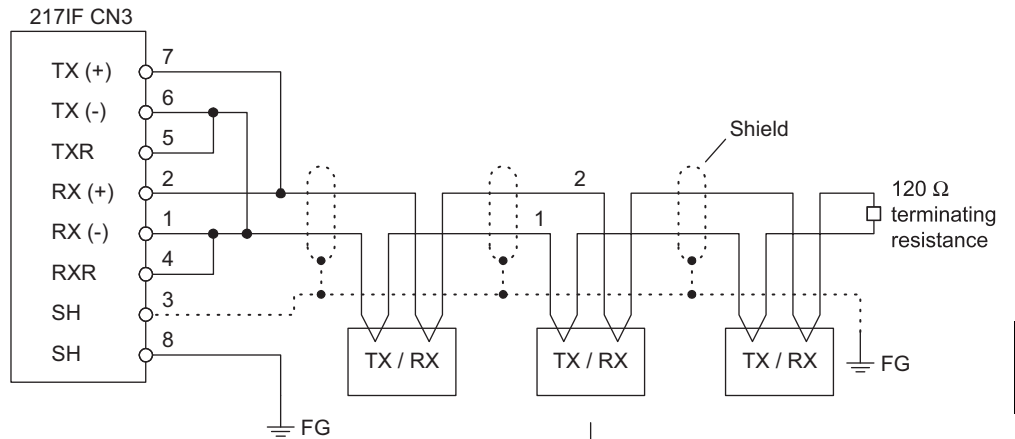 217IF CN3
TX (+) 7
TX (-) 6
TXR 5
RX (+) 2
RX (-) 1
RXR 4
SH 3
SH 8
FG
Shield
2
1
120 Ω
terminating
resistance
TX / RX
TX / RX
TX / RX
FG